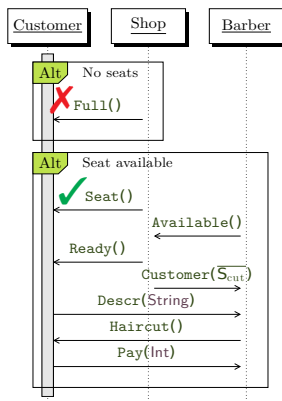 Customer Shop Barber
Alt No seats
Full()
Alt Seat available
Seat()
Available()
Ready()
Customer(S̅c̅u̅t̅)
Descr(String)
Haircut()
Pay(Int)